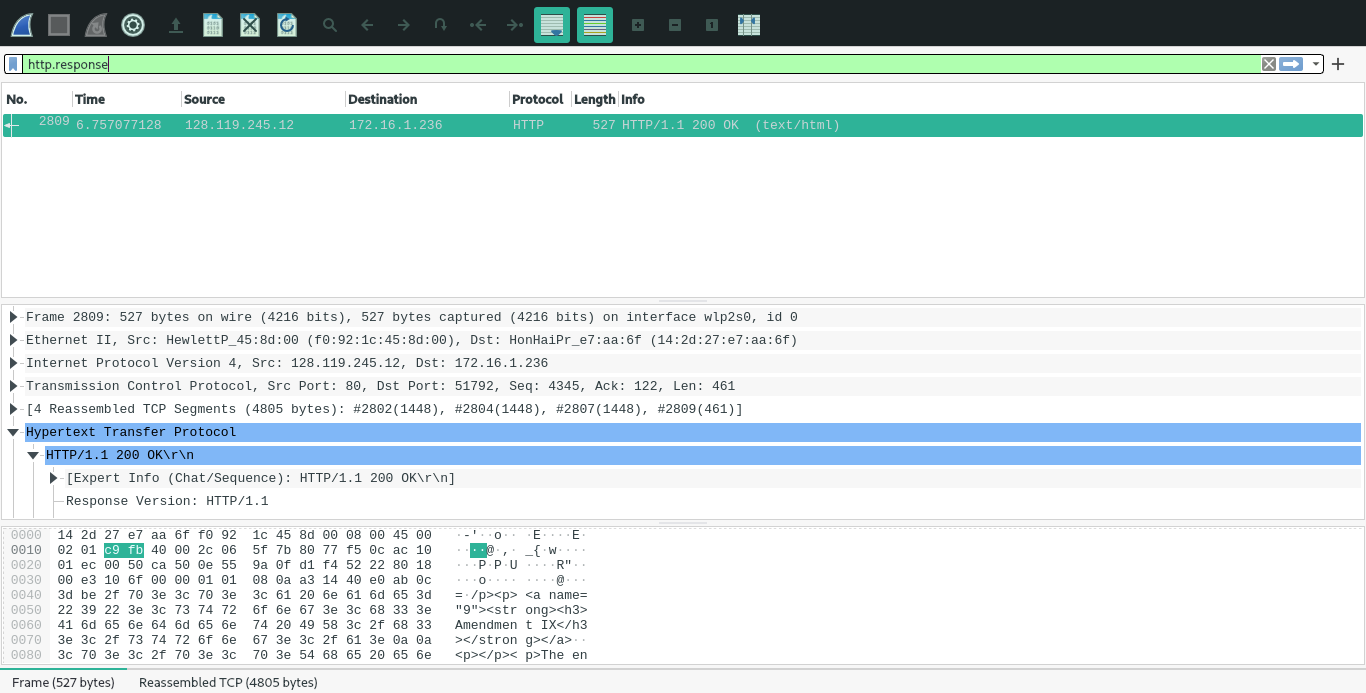 http.response
No. Time Source Destination Protocol Length Info
2809 6.757077128 128.119.245.12 172.16.1.236 HTTP 527 HTTP/1.1 200 OK (text/html)
Frame 2809: 527 bytes on wire (4216 bits), 527 bytes captured (4216 bits) on interface wlp2s0, id 0
Ethernet II, Src: HewlettP_45:8d:00 (f0:92:1c:45:8d:00), Dst: HonHaiPr_e7:aa:6f (14:2d:27:e7:aa:6f)
Internet Protocol Version 4, Src: 128.119.245.12, Dst: 172.16.1.236
Transmission Control Protocol, Src Port: 80, Dst Port: 51792, Seq: 4345, Ack: 122, Len: 461
[4 Reassembled TCP Segments (4805 bytes): #2802(1448), #2804(1448), #2807(1448), #2809(461)]
Hypertext Transfer Protocol
HTTP/1.1 200 OK\r\n
[Expert Info (Chat/Sequence): HTTP/1.1 200 OK\r\n]
Response Version: HTTP/1.1
0000 14 2d 27 e7 aa 6f f0 92 1c 45 8d 00 08 00 45 00 ·-'··o·· ·E····E·
0010 02 01 c9 fb 40 00 2c 06 5f 7b 80 77 f5 0c ac 10 ····@·,· _{·w····
0020 01 ec 00 50 ca 50 0e 55 9a 0f d1 f4 52 22 80 18 ···P·P·U ····R"··
0030 00 e3 10 6f 00 00 01 01 08 0a a3 14 40 e0 ab 0c ···o···· ····@···
0040 3d be 2f 70 3e 3c 70 3e 3c 61 20 6e 61 6d 65 3d =·/p><p> <a name=
0050 22 39 22 3e 3c 73 74 72 6f 6e 67 3e 3c 68 33 3e "9"><str ong><h3>
0060 41 6d 65 6e 64 6d 65 6e 74 20 49 58 3c 2f 68 33 Amendmen t IX</h3
0070 3e 3c 2f 73 74 72 6f 6e 67 3e 3c 2f 61 3e 0a 0a ></stron g></a>··
0080 3c 70 3e 3c 2f 70 3e 3c 70 3e 54 68 65 20 65 6e <p></p>< p>The en
Frame (527 bytes) Reassembled TCP (4805 bytes)